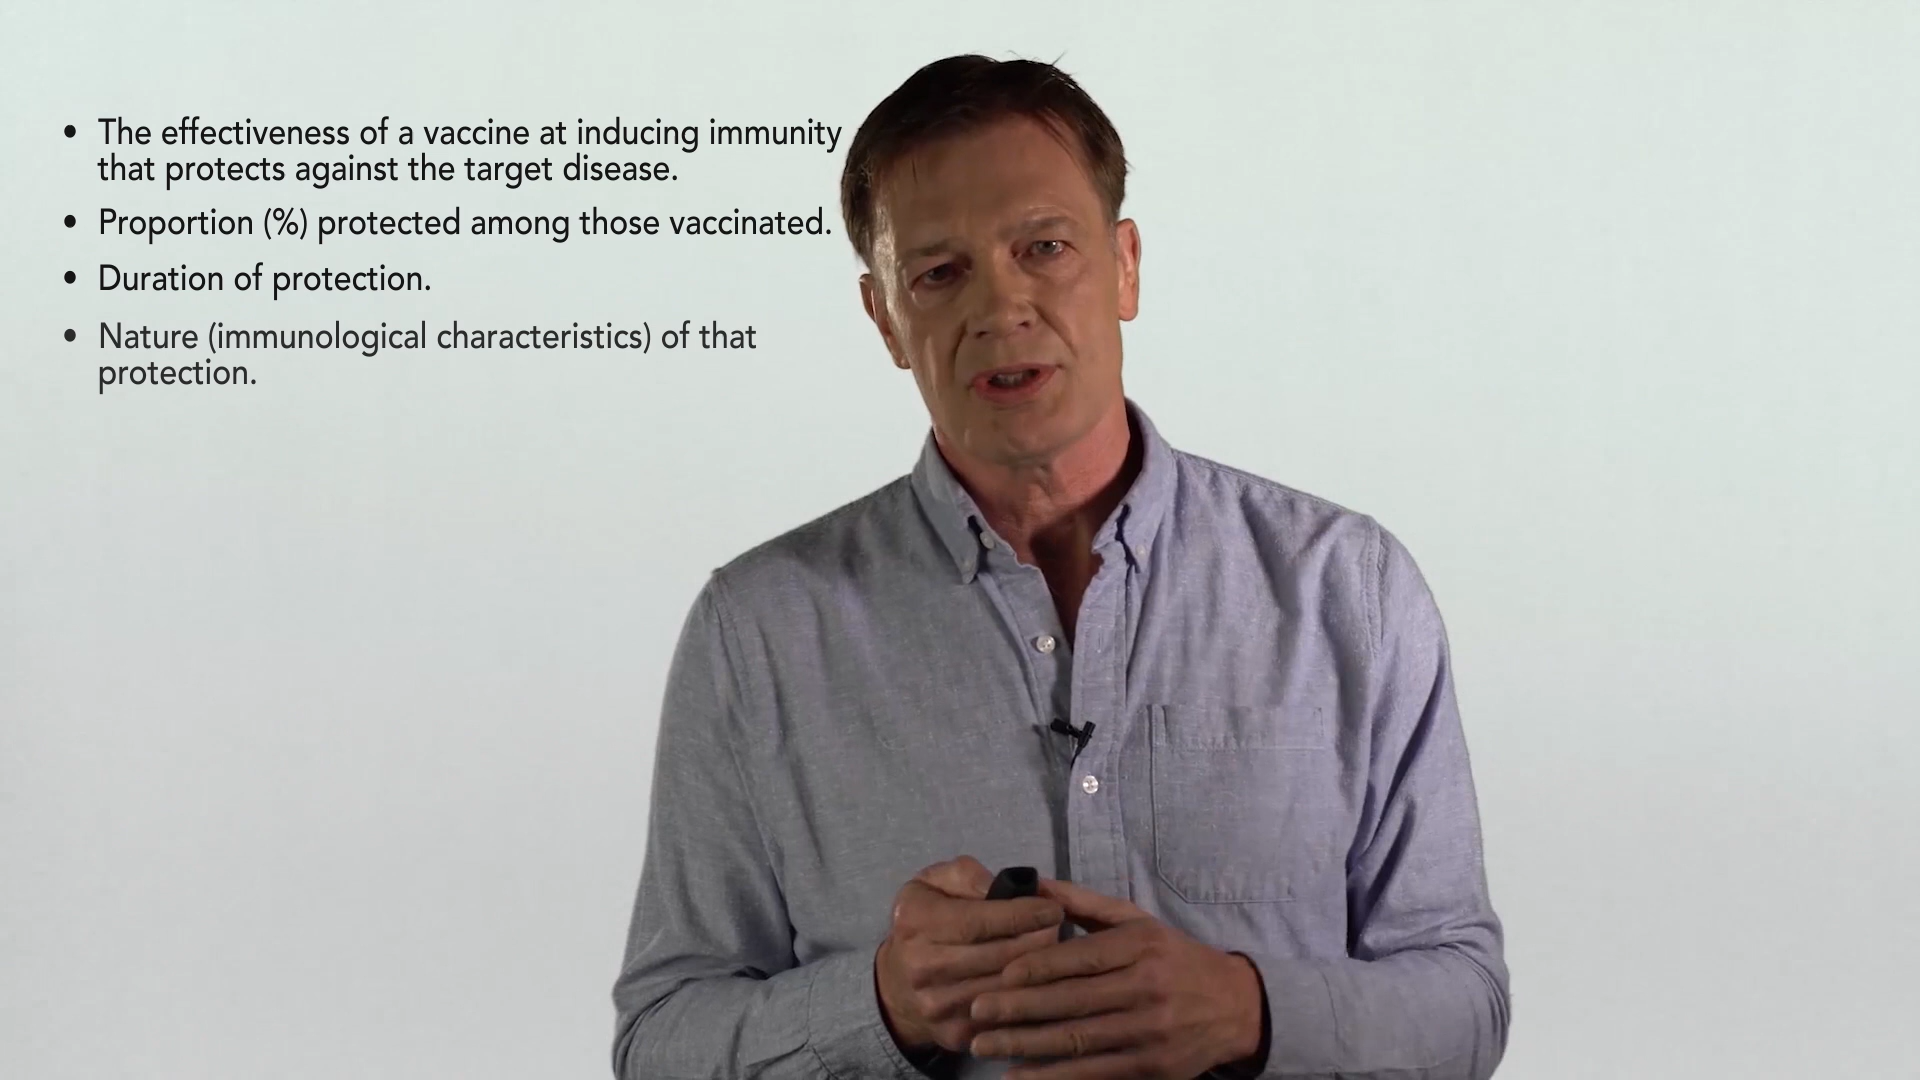 • The effectiveness of a vaccine at inducing immunity
that protects against the target disease.
• Proportion (%) protected among those vaccinated.
• Duration of protection.
• Nature (immunological characteristics) of that
protection.